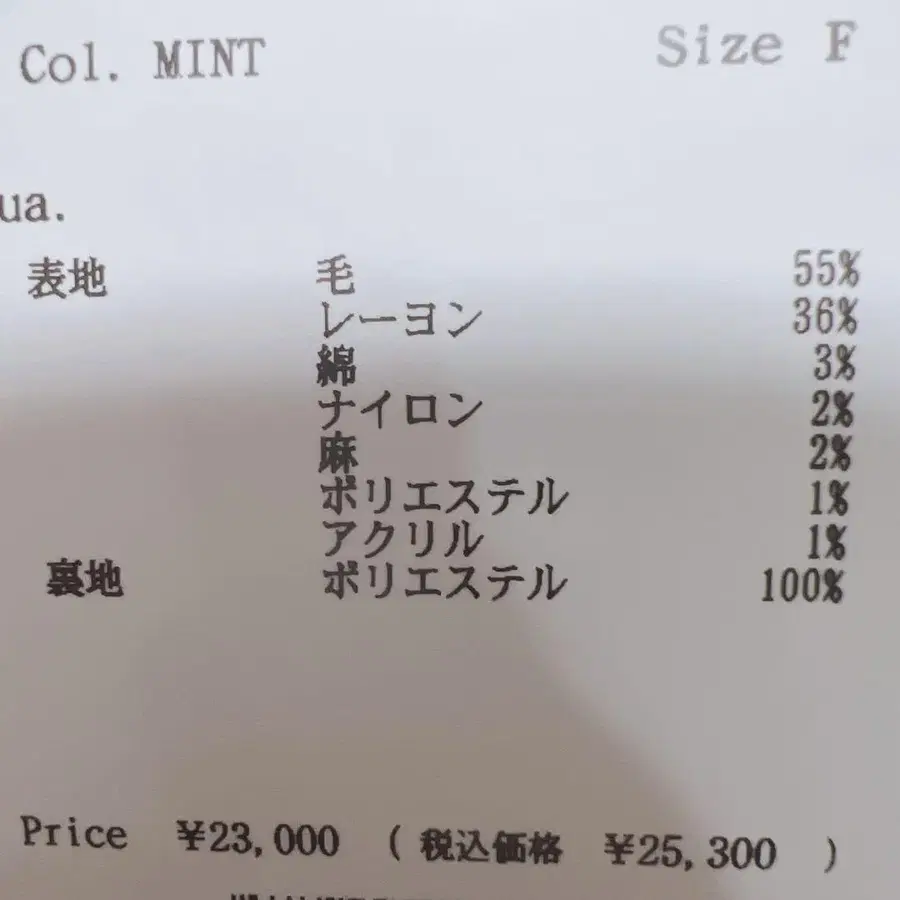 Col. MINT Size F
ua.
表地 毛 55%
レーヨン 36%
綿 3%
ナイロン 2%
麻 2%
ポリエステル 1%
アクリル 1%
裏地 ポリエステル 100%
Price ¥23,000 ( 税込価格 ¥25,300 )